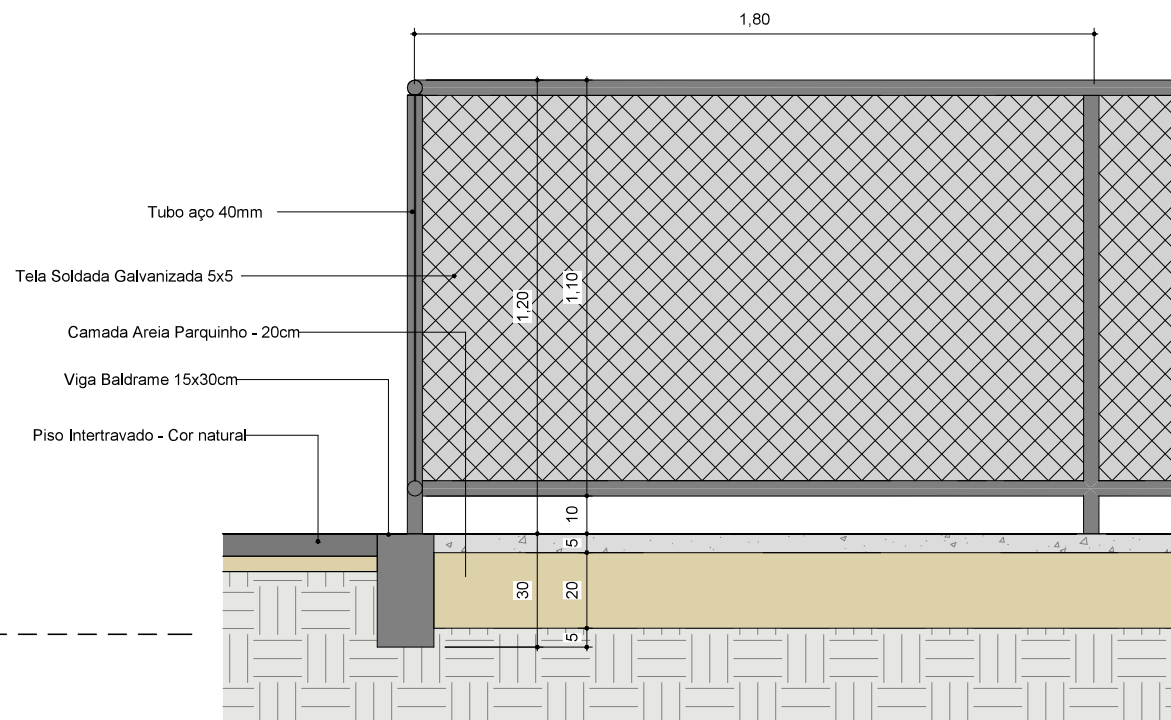 1,80
Tubo aço 40mm
Tela Soldada Galvanizada 5x5
1,20
1,10
Camada Areia Parquinho - 20cm
Viga Baldrame 15x30cm
Piso Intertravado - Cor natural
10
5
30
20
5